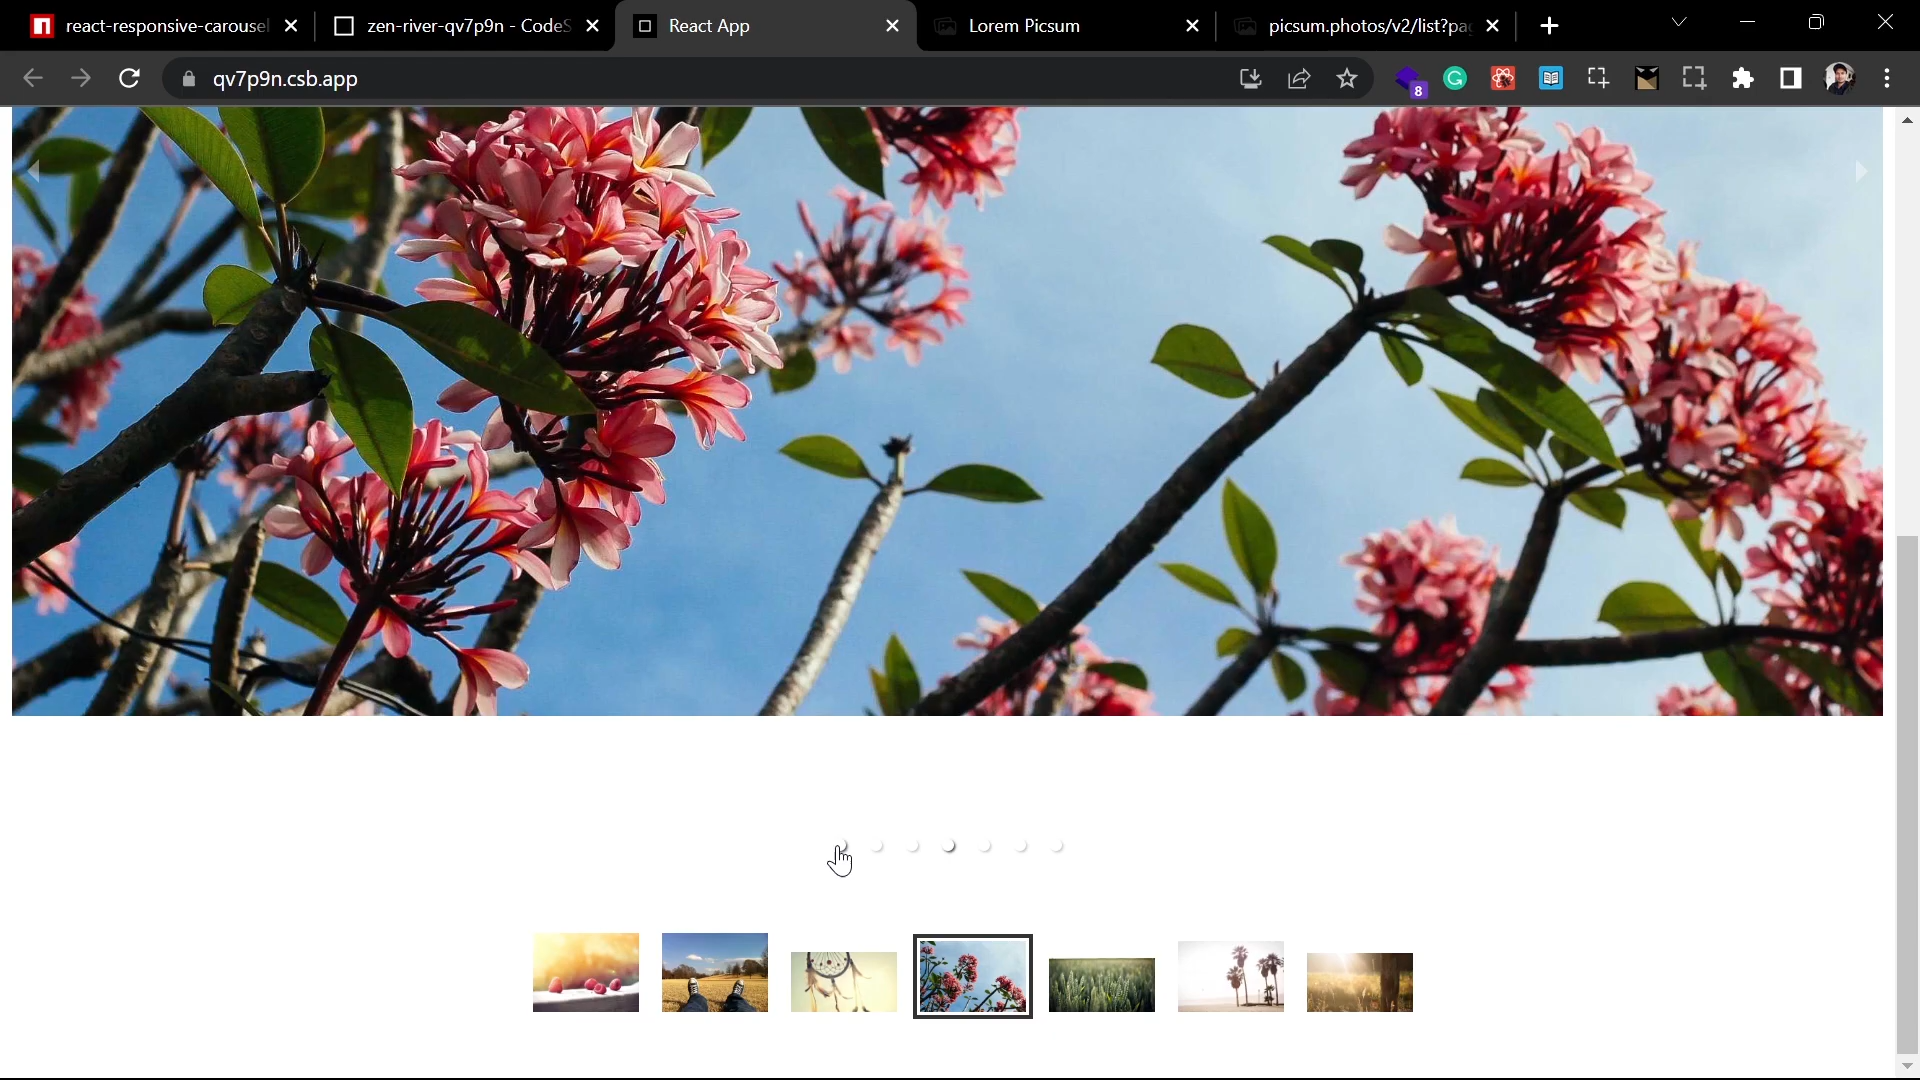 react-responsive-carousel
zen-river-qv7p9n - CodeS
React App
Lorem Picsum
picsum.photos/v2/list?pa
qv7p9n.csb.app
8